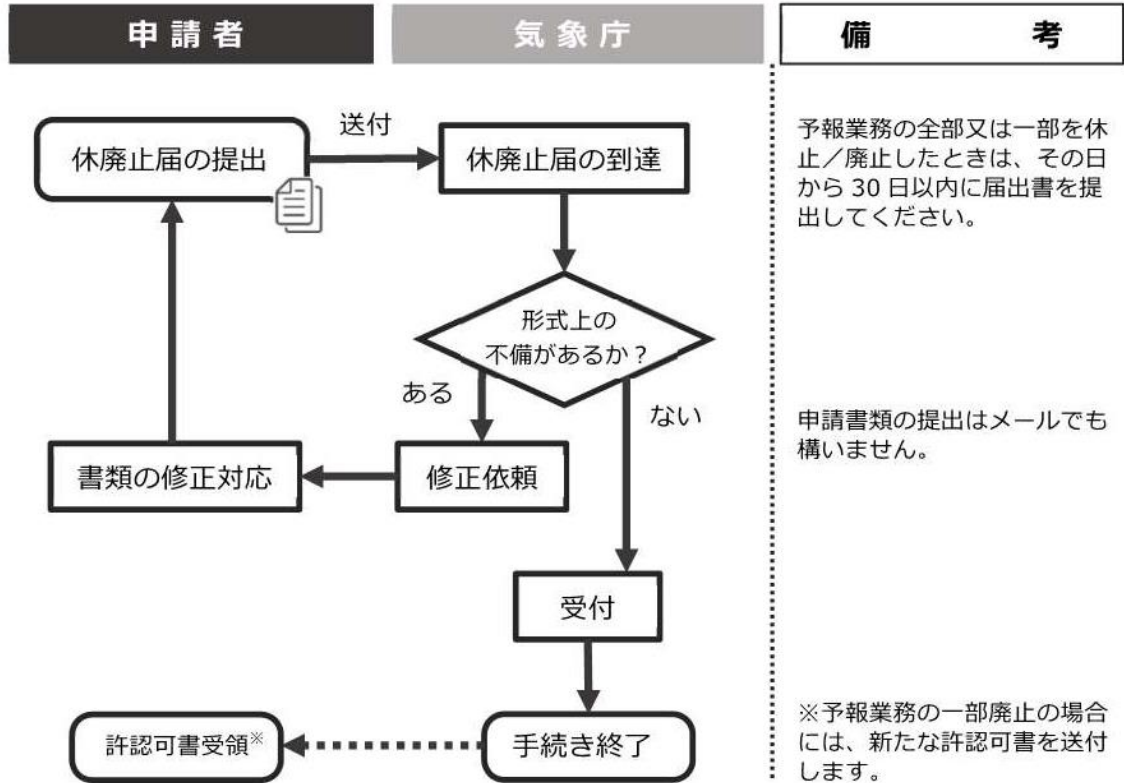 申請者
気象庁
備考
送付
休廃止届の提出
休廃止届の到達
予報業務の全部又は一部を休
止／廃止したときは、その日
から 30 日以内に届出書を提
出してください。
形式上の
不備があるか？
ある
ない
申請書類の提出はメールでも
構いません。
書類の修正対応
修正依頼
受付
許認可書受領※
手続き終了
※予報業務の一部廃止の場合
には、新たな許認可書を送付
します。